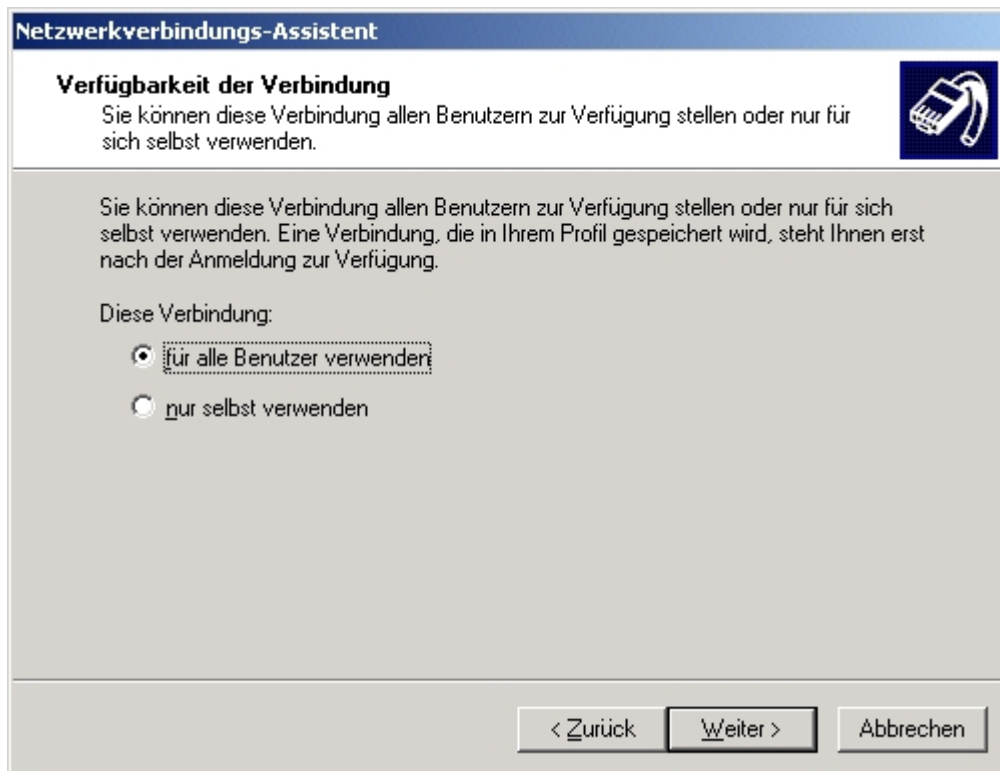 Netzwerkverbindungs-Assistent
Verfügbarkeit der Verbindung
Sie können diese Verbindung allen Benutzern zur Verfügung stellen oder nur für
sich selbst verwenden.
Sie können diese Verbindung allen Benutzern zur Verfügung stellen oder nur für sich
selbst verwenden. Eine Verbindung, die in Ihrem Profil gespeichert wird, steht Ihnen erst
nach der Anmeldung zur Verfügung.
Diese Verbindung:
für alle Benutzer verwenden
nur selbst verwenden
< Zurück
Weiter >
Abbrechen